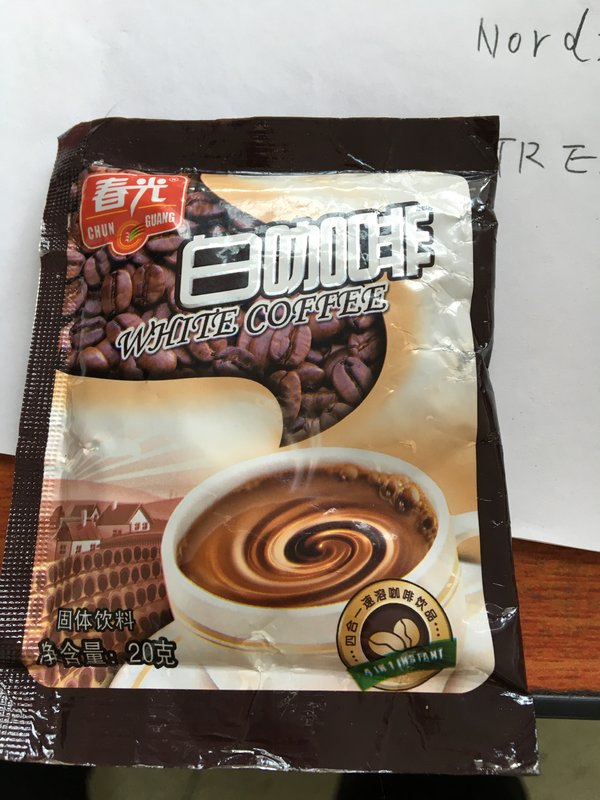 Nord
TRE
春光®
CHUN GUANG
白咖啡
WHITE COFFEE
四合一速溶咖啡饮品
4 IN 1 INSTANT
固体饮料
净含量：20克